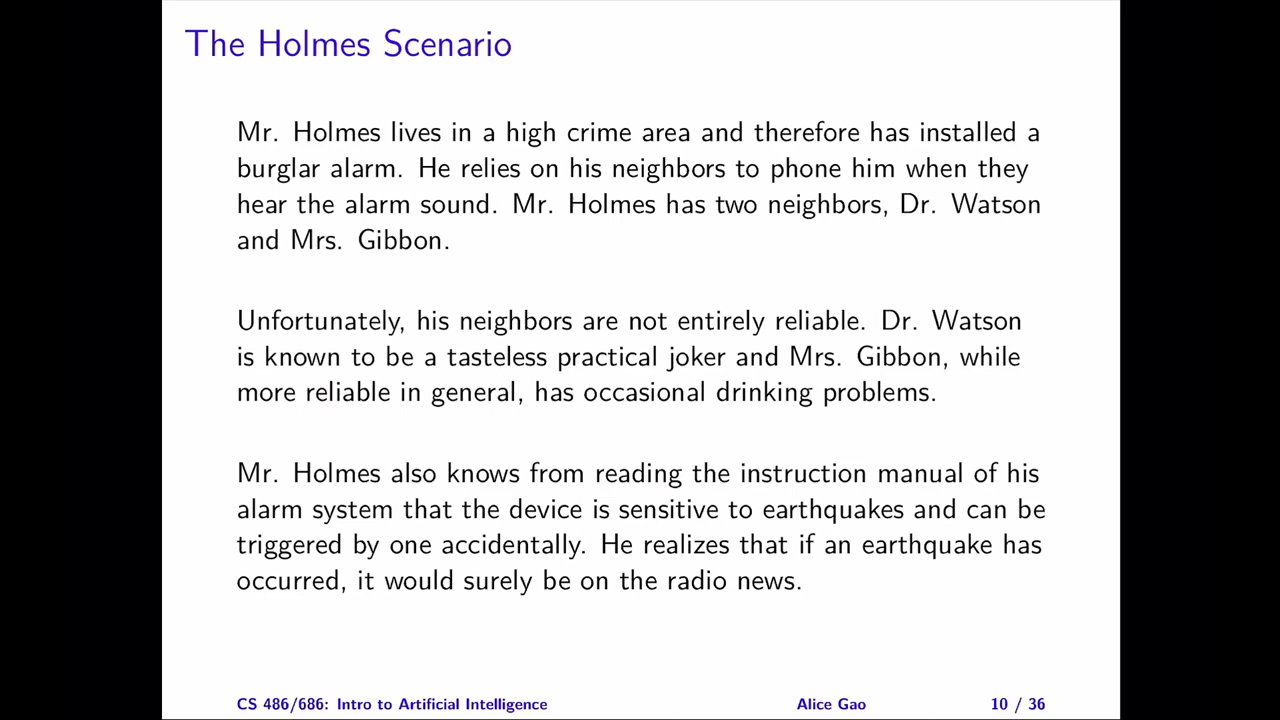 The Holmes Scenario
Mr. Holmes lives in a high crime area and therefore has installed a
burglar alarm. He relies on his neighbors to phone him when they
hear the alarm sound. Mr. Holmes has two neighbors, Dr. Watson
and Mrs. Gibbon.
Unfortunately, his neighbors are not entirely reliable. Dr. Watson
is known to be a tasteless practical joker and Mrs. Gibbon, while
more reliable in general, has occasional drinking problems.
Mr. Holmes also knows from reading the instruction manual of his
alarm system that the device is sensitive to earthquakes and can be
triggered by one accidentally. He realizes that if an earthquake has
occurred, it would surely be on the radio news.
CS 486/686: Intro to Artificial Intelligence Alice Gao 10 / 36